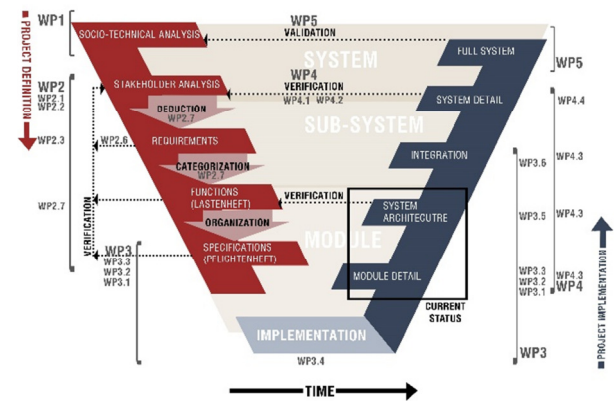 WP1
WP5
SOCIO-TECHNICAL ANALYSIS
VALIDATION
FULL SYSTEM
SYSTEM
WP5
PROJECT DEFINITION
WP2
WP2.1
WP2.2
STAKEHOLDER ANALYSIS
WP4
VERIFICATION
WP4.1 WP4.2
SYSTEM DETAIL
WP4.4
DEDUCTION
WP2.7
SUB-SYSTEM
WP2.3
WP2.6
REQUIREMENTS
INTEGRATION
WP3.6
WP4.3
CATEGORIZATION
WP2.7
FUNCTIONS
(LASTENHEFT)
VERIFICATION
WP2.7
VERIFICATION
ORGANIZATION
SYSTEM
ARCHITECUTRE
WP3.5
WP4.3
MODULE
SPECIFICATIONS
(PFLICHTENHEFT)
WP3
WP3.3
WP3.2
WP3.1
MODULE DETAIL
WP3.3
WP3.2
WP3.1
WP4.3
WP4
CURRENT
STATUS
PROJECT IMPLEMENTATION
IMPLEMENTATION
WP3.4
WP3
TIME